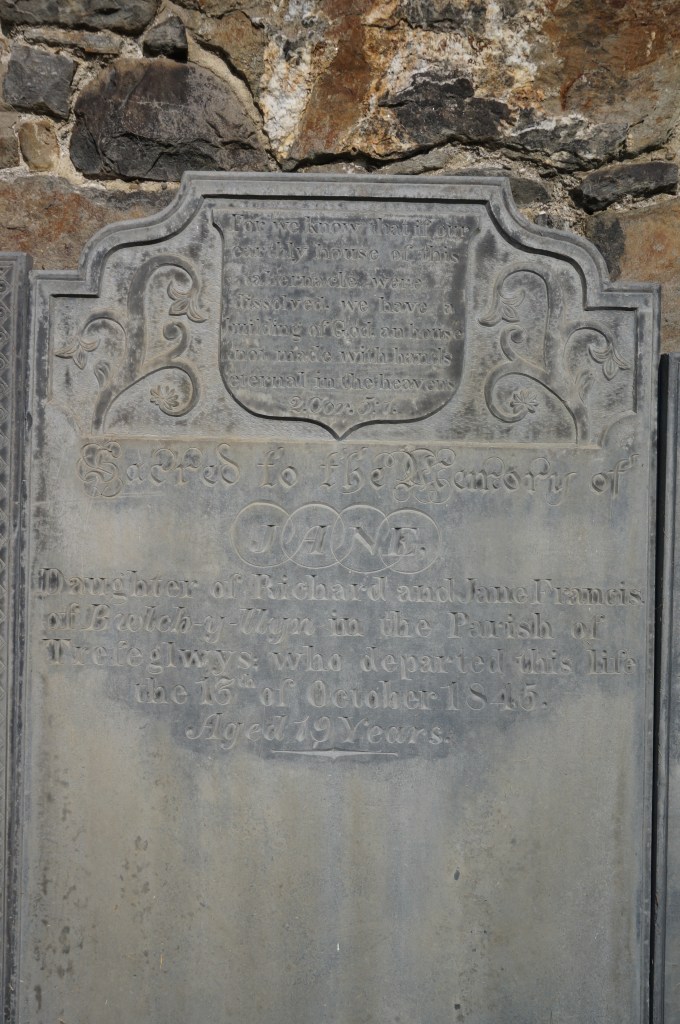 For we know that if our
earthly house of this
tabernacle were
dissolved we have a
building of God an house
not made with hands
eternal in the heavens
2 Cor. 5. 1.
Sacred to the Memory of
JANE.
Daughter of Richard and Jane Francis.
of Bwlch-y-llyn in the Parish of
Trefeglwys: who departed this life
the 13th of October 1845.
Aged 19 Years.